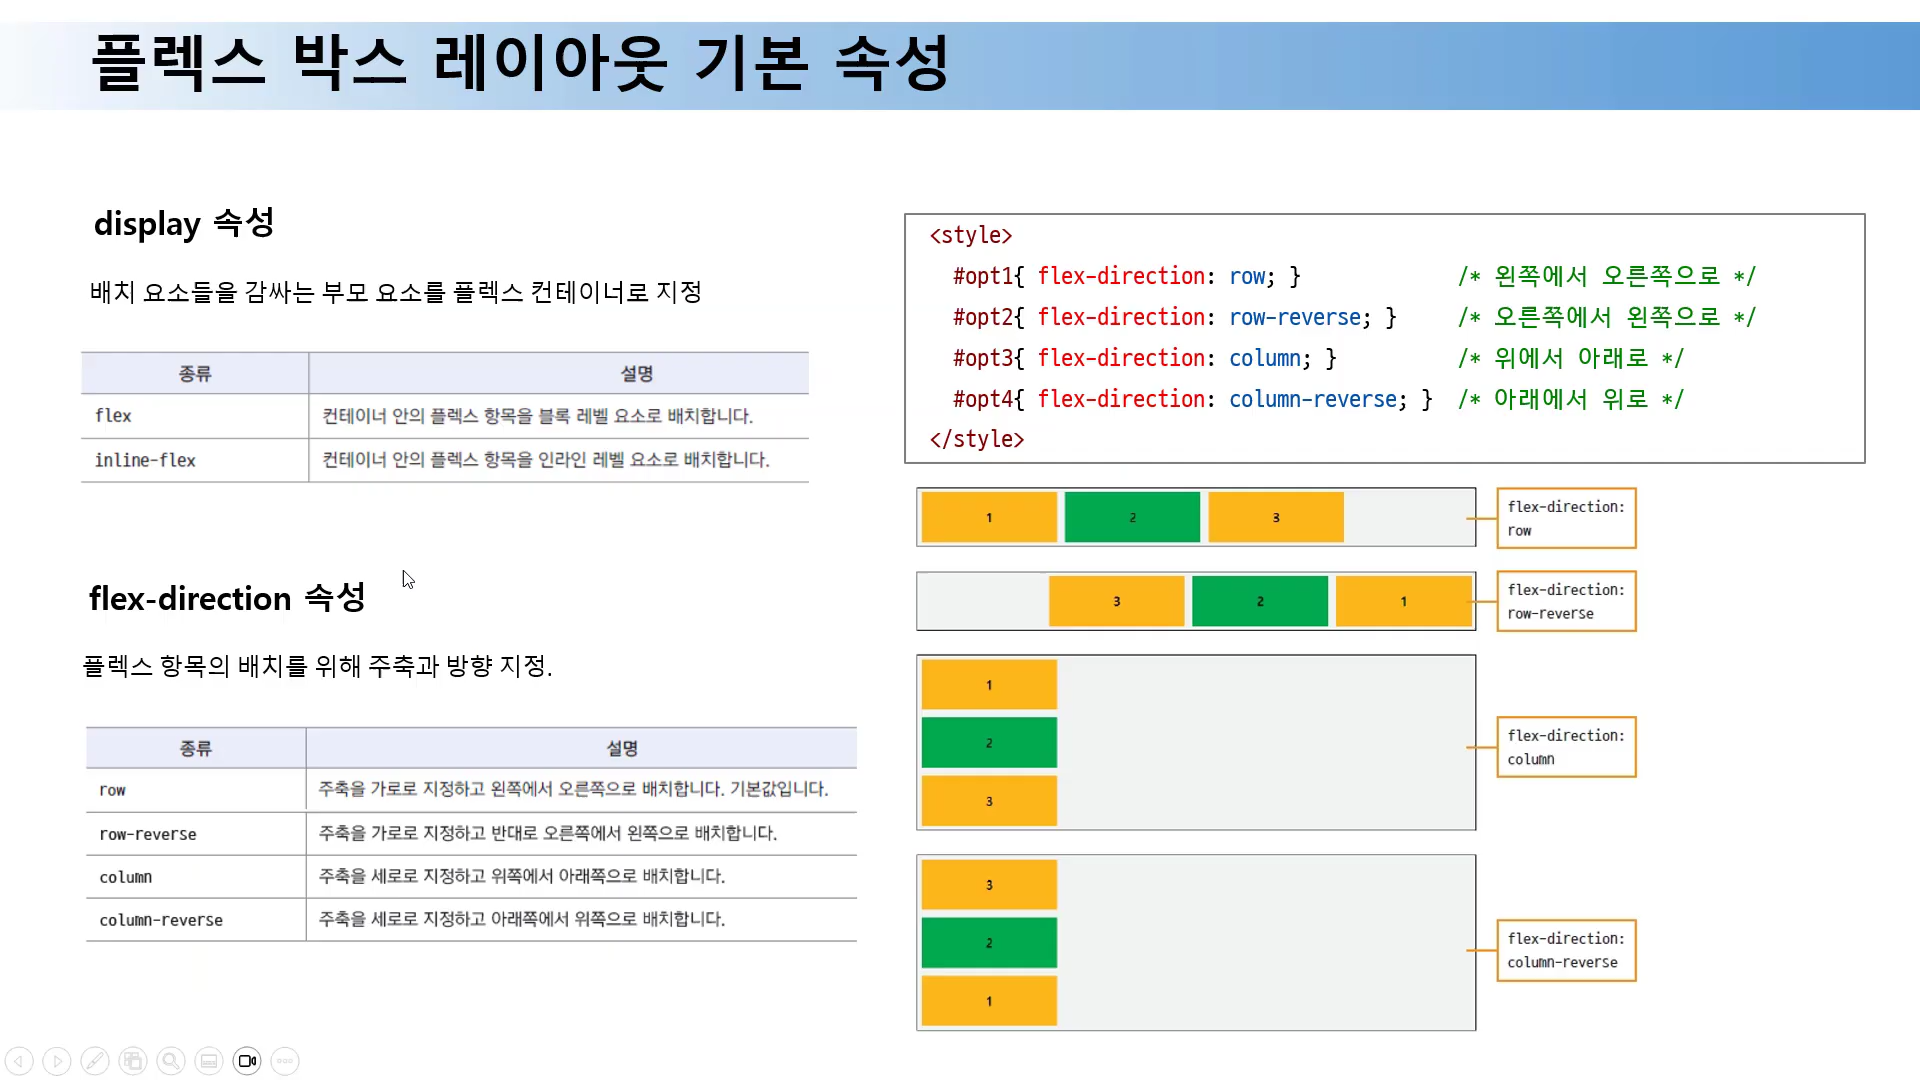 플렉스 박스 레이아웃 기본 속성
display 속성
배치 요소들을 감싸는 부모 요소를 플렉스 컨테이너로 지정
종류 설명
flex 컨테이너 안의 플렉스 항목을 블록 레벨 요소로 배치합니다.
inline-flex 컨테이너 안의 플렉스 항목을 인라인 레벨 요소로 배치합니다.
flex-direction 속성
플렉스 항목의 배치를 위해 주축과 방향 지정.
종류 설명
row 주축을 가로로 지정하고 왼쪽에서 오른쪽으로 배치합니다. 기본값입니다.
row-reverse 주축을 가로로 지정하고 반대로 오른쪽에서 왼쪽으로 배치합니다.
column 주축을 세로로 지정하고 위쪽에서 아래쪽으로 배치합니다.
column-reverse 주축을 세로로 지정하고 아래쪽에서 위쪽으로 배치합니다.
<style>
#opt1{ flex-direction: row; } /* 왼쪽에서 오른쪽으로 */
#opt2{ flex-direction: row-reverse; } /* 오른쪽에서 왼쪽으로 */
#opt3{ flex-direction: column; } /* 위에서 아래로 */
#opt4{ flex-direction: column-reverse; } /* 아래에서 위로 */
</style>
1 2 3
flex-direction:
row
3 2 1
flex-direction:
row-reverse
1
2
3
flex-direction:
column
3
2
1
flex-direction:
column-reverse